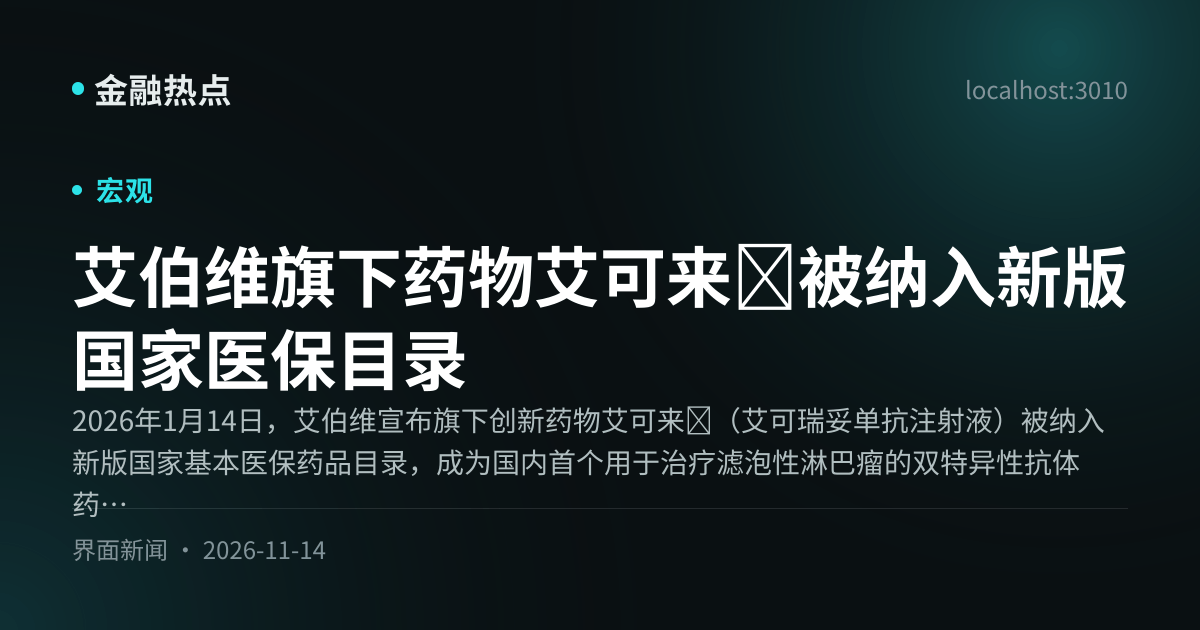 金融热点
localhost:3010
宏观
艾伯维旗下药物艾可来被纳入新版
国家医保目录
2026年1月14日，艾伯维宣布旗下创新药物艾可来（艾可瑞妥单抗注射液）被纳入
新版国家基本医保药品目录，成为国内首个用于治疗滤泡性淋巴瘤的双特异性抗体
药…
界面新闻 • 2026-11-14